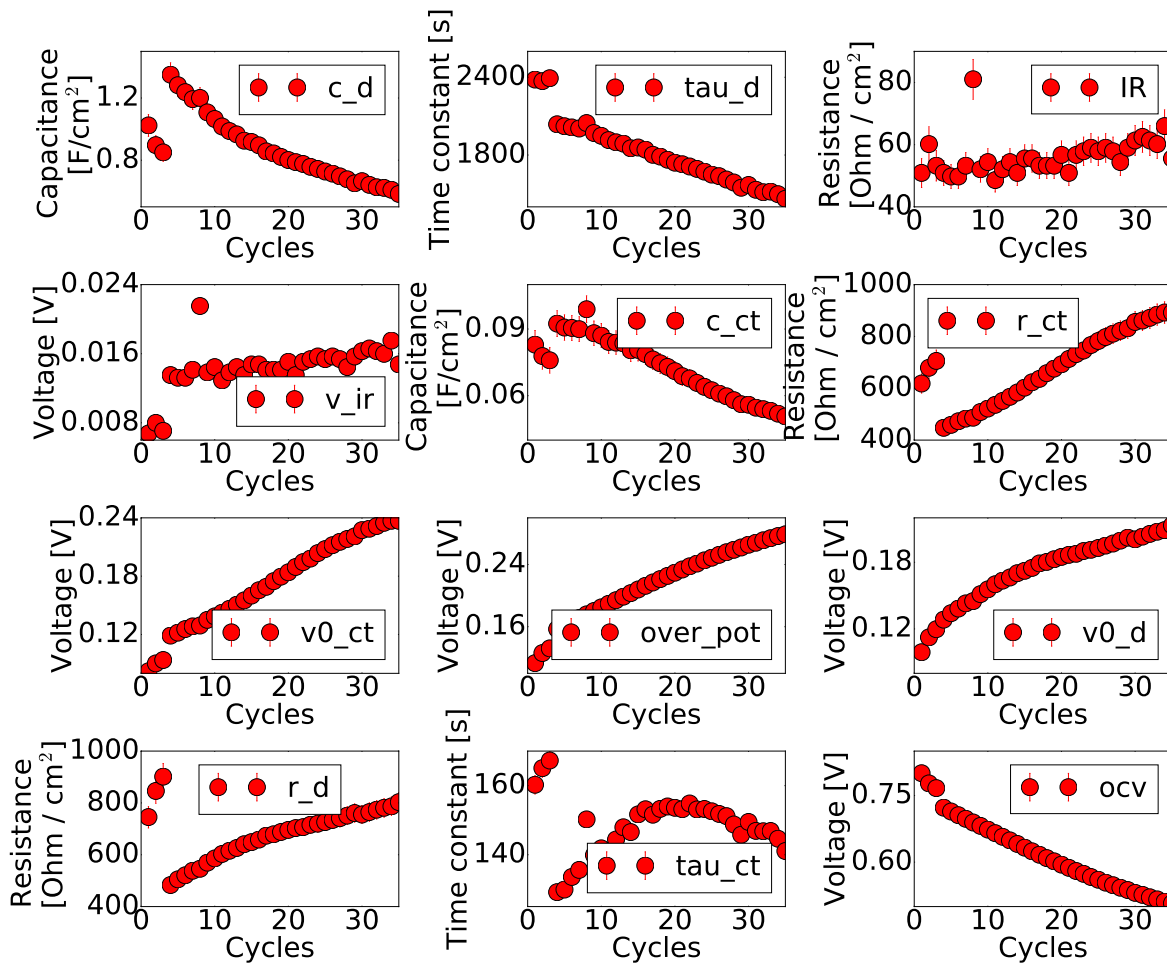 Capacitance
[F/cm²]
1.2
0.8
c_d
0 10 20 30
Cycles
Time constant [s]
2400
1800
tau_d
0 10 20 30
Cycles
Resistance
[Ohm / cm²]
80
60
40
IR
0 10 20 30
Cycles
Voltage [V]
0.024
0.016
0.008
v_ir
0 10 20 30
Cycles
Capacitance
[F/cm²]
0.09
0.06
c_ct
0 10 20 30
Cycles
Resistance
[Ohm / cm²]
1000
800
600
400
r_ct
0 10 20 30
Cycles
Voltage [V]
0.24
0.18
0.12
v0_ct
0 10 20 30
Cycles
Voltage [V]
0.24
0.16
over_pot
0 10 20 30
Cycles
Voltage [V]
0.18
0.12
v0_d
0 10 20 30
Cycles
Resistance
[Ohm / cm²]
1000
800
600
400
r_d
0 10 20 30
Cycles
Time constant [s]
160
140
tau_ct
0 10 20 30
Cycles
Voltage [V]
0.75
0.60
ocv
0 10 20 30
Cycles